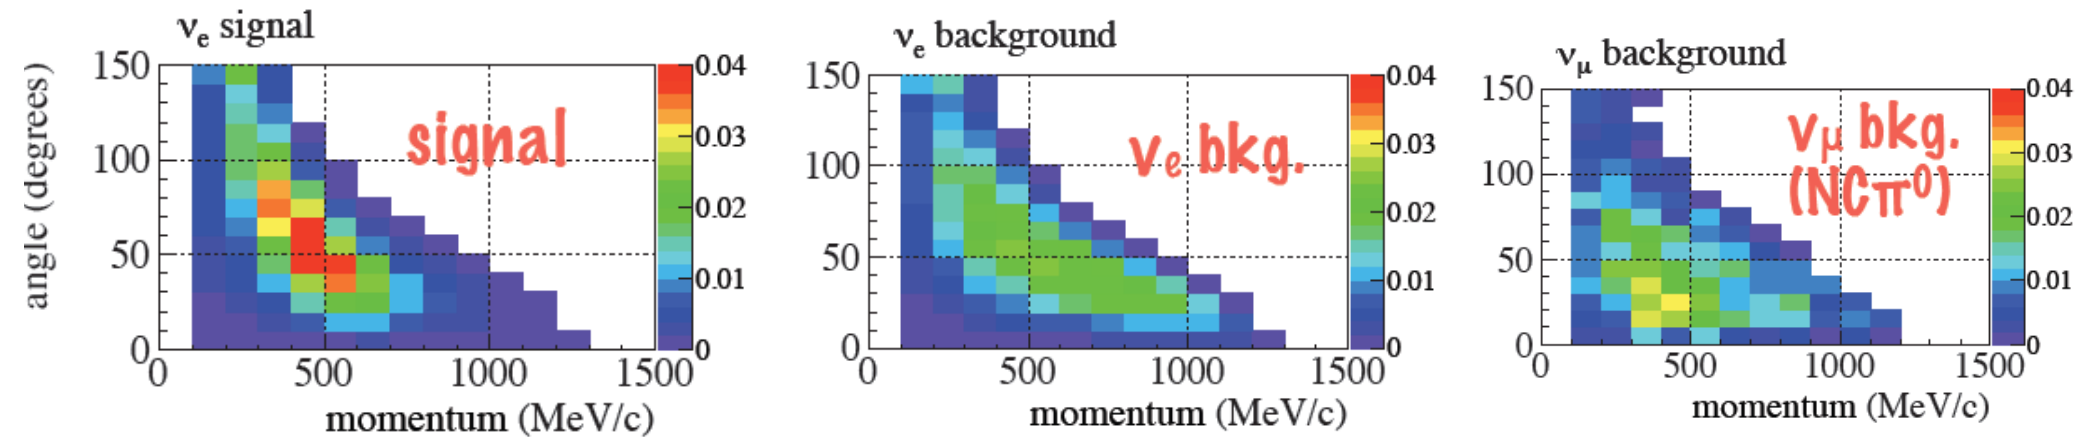 νe signal
angle (degrees)
150
100
50
0
0 500 1000 1500
momentum (MeV/c)
0.04
0.03
0.02
0.01
0
signal
νe background
150
100
50
0
0 500 1000 1500
momentum (MeV/c)
0.04
0.03
0.02
0.01
0
νe bkg.
νμ background
150
100
50
0
0 500 1000 1500
momentum (MeV/c)
0.04
0.03
0.02
0.01
0
νμ bkg.
(NCπ⁰)